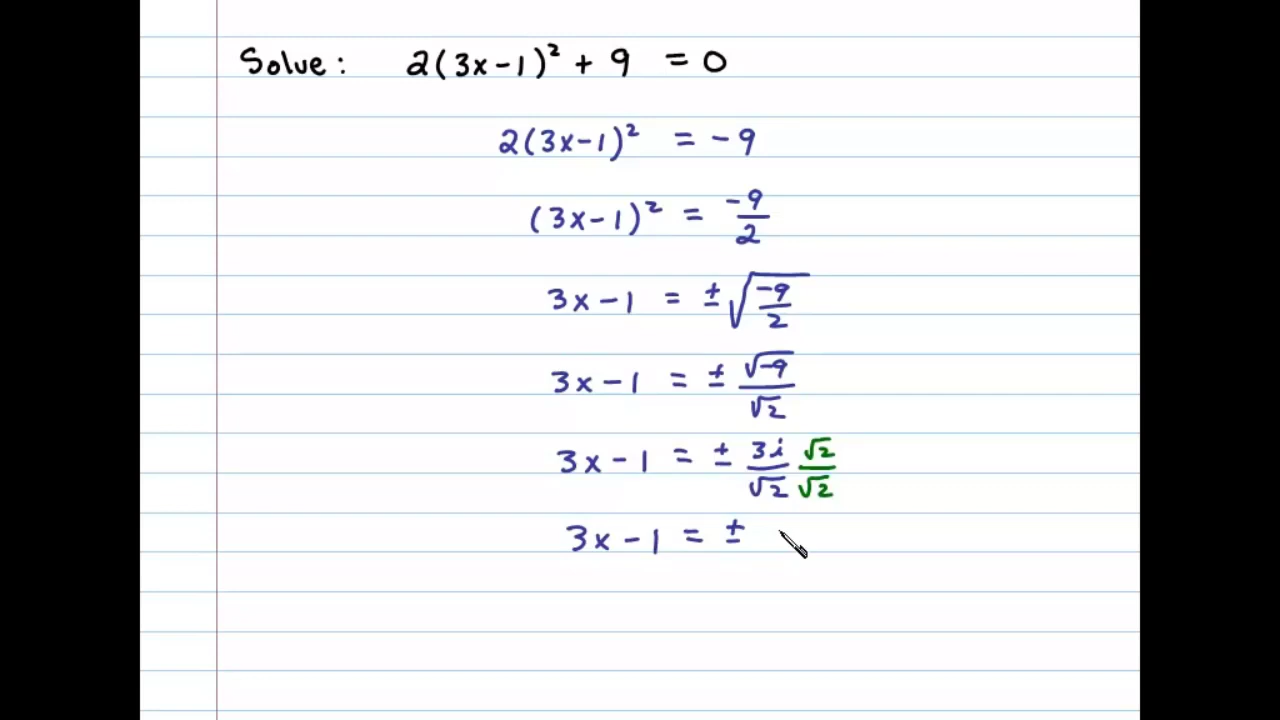 Solve: 2(3x-1)² + 9 = 0
2(3x-1)² = -9
(3x-1)² = -9/2
3x-1 = ±√(-9/2)
3x-1 = ± √-9/√2
3x-1 = ± 3i/√2 √2/√2
3x-1 = ±